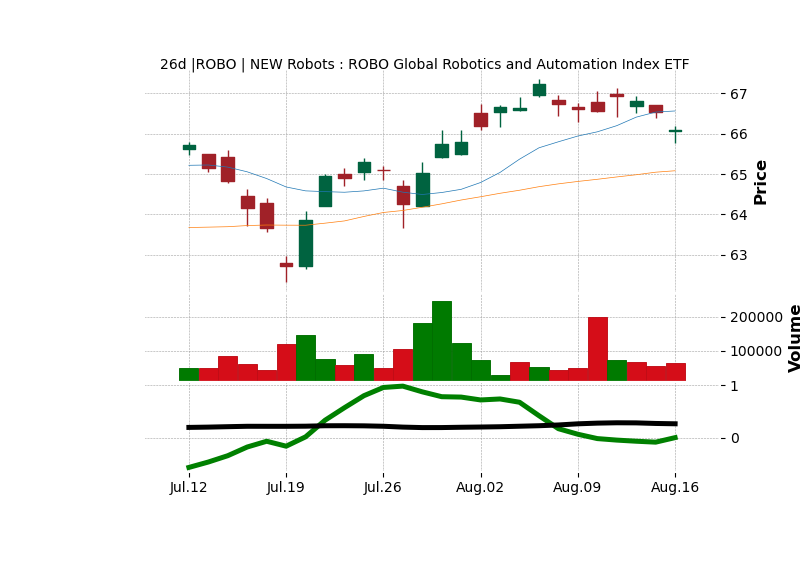 26d |ROBO | NEW Robots : ROBO Global Robotics and Automation Index ETF
67
66
65
64
63
Price
200000
100000
Volume
1
0
Jul.12 Jul.19 Jul.26 Aug.02 Aug.09 Aug.16